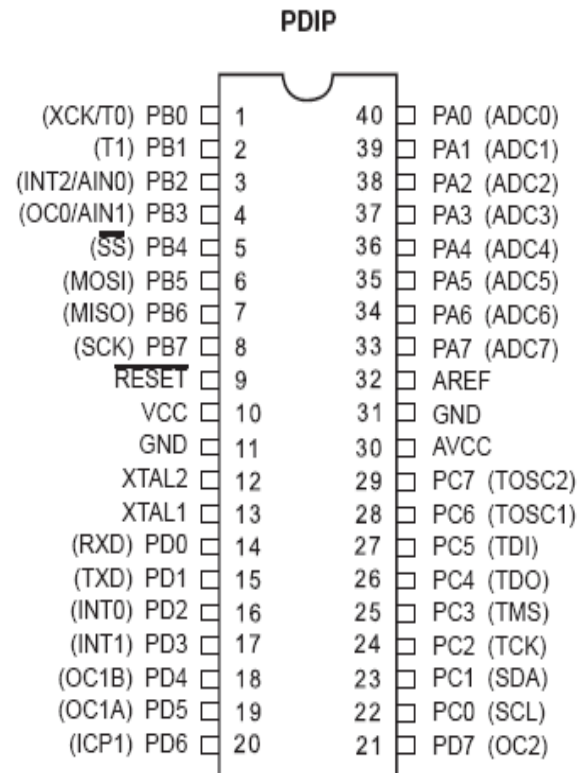 PDIP
(XCK/T0) PB0 1 40 PA0 (ADC0)
(T1) PB1 2 39 PA1 (ADC1)
(INT2/AIN0) PB2 3 38 PA2 (ADC2)
(OC0/AIN1) PB3 4 37 PA3 (ADC3)
(SS) PB4 5 36 PA4 (ADC4)
(MOSI) PB5 6 35 PA5 (ADC5)
(MISO) PB6 7 34 PA6 (ADC6)
(SCK) PB7 8 33 PA7 (ADC7)
RESET 9 32 AREF
VCC 10 31 GND
GND 11 30 AVCC
XTAL2 12 29 PC7 (TOSC2)
XTAL1 13 28 PC6 (TOSC1)
(RXD) PD0 14 27 PC5 (TDI)
(TXD) PD1 15 26 PC4 (TDO)
(INT0) PD2 16 25 PC3 (TMS)
(INT1) PD3 17 24 PC2 (TCK)
(OC1B) PD4 18 23 PC1 (SDA)
(OC1A) PD5 19 22 PC0 (SCL)
(ICP1) PD6 20 21 PD7 (OC2)